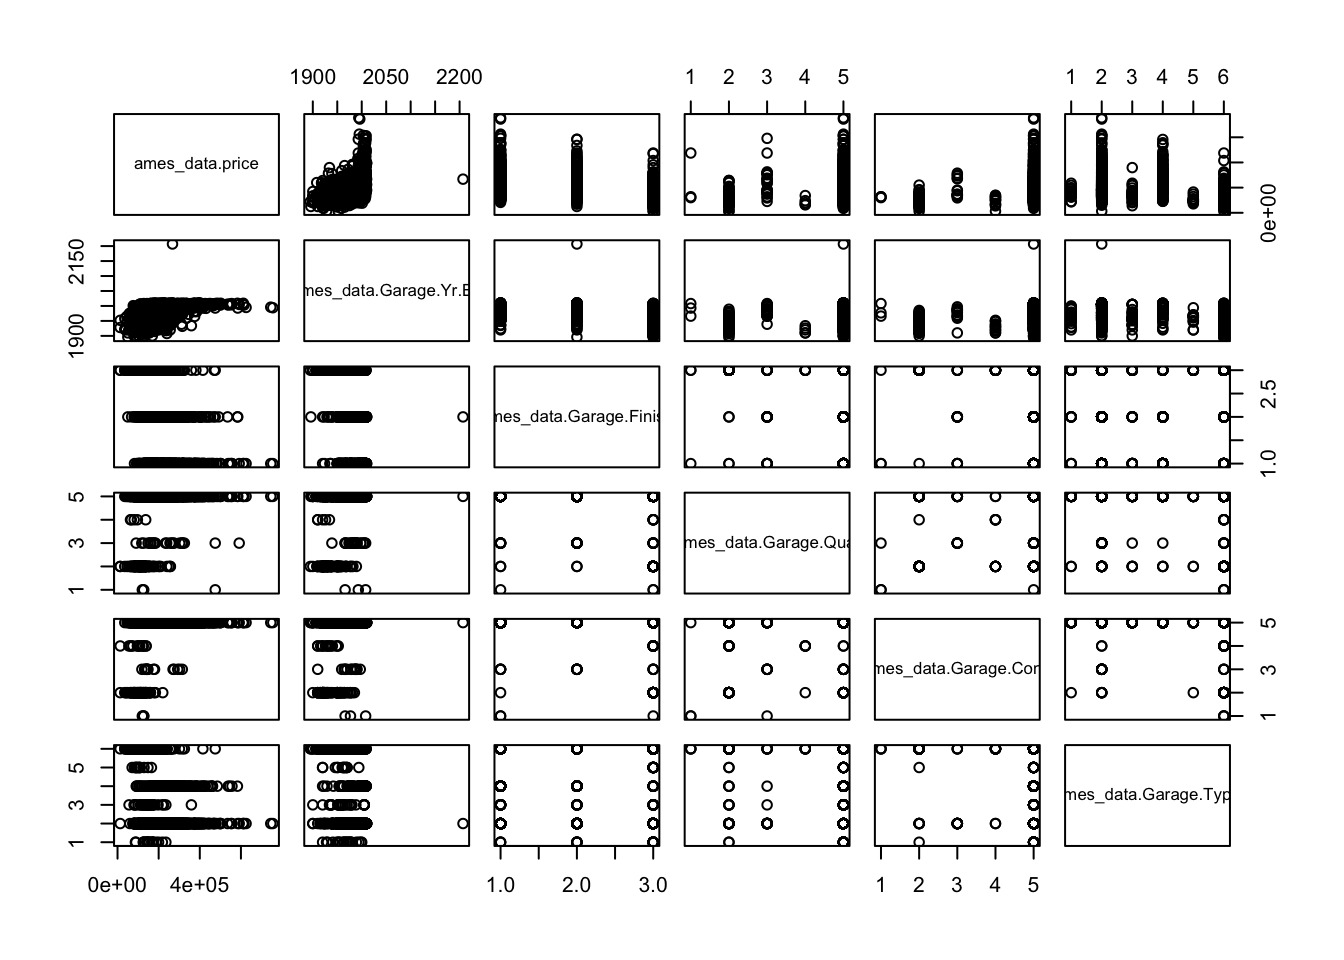 1900 2050 2200 1 2 3 4 5 1 2 3 4 5 6
ames_data.price
0e+00
1900 2150
mes_data.Garage.Yr.B
mes_data.Garage.Finis
1.0 2.5
1 3 5
mes_data.Garage.Qua
mes_data.Garage.Con
1 3 5
1 3 5
mes_data.Garage.Typ
0e+00 4e+05 1.0 2.0 3.0 1 2 3 4 5